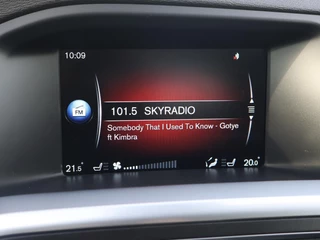 10:09
101.5 SKYRADIO
FM
Somebody That I Used To Know - Gotye
ft Kimbra
21.5° 20.0°